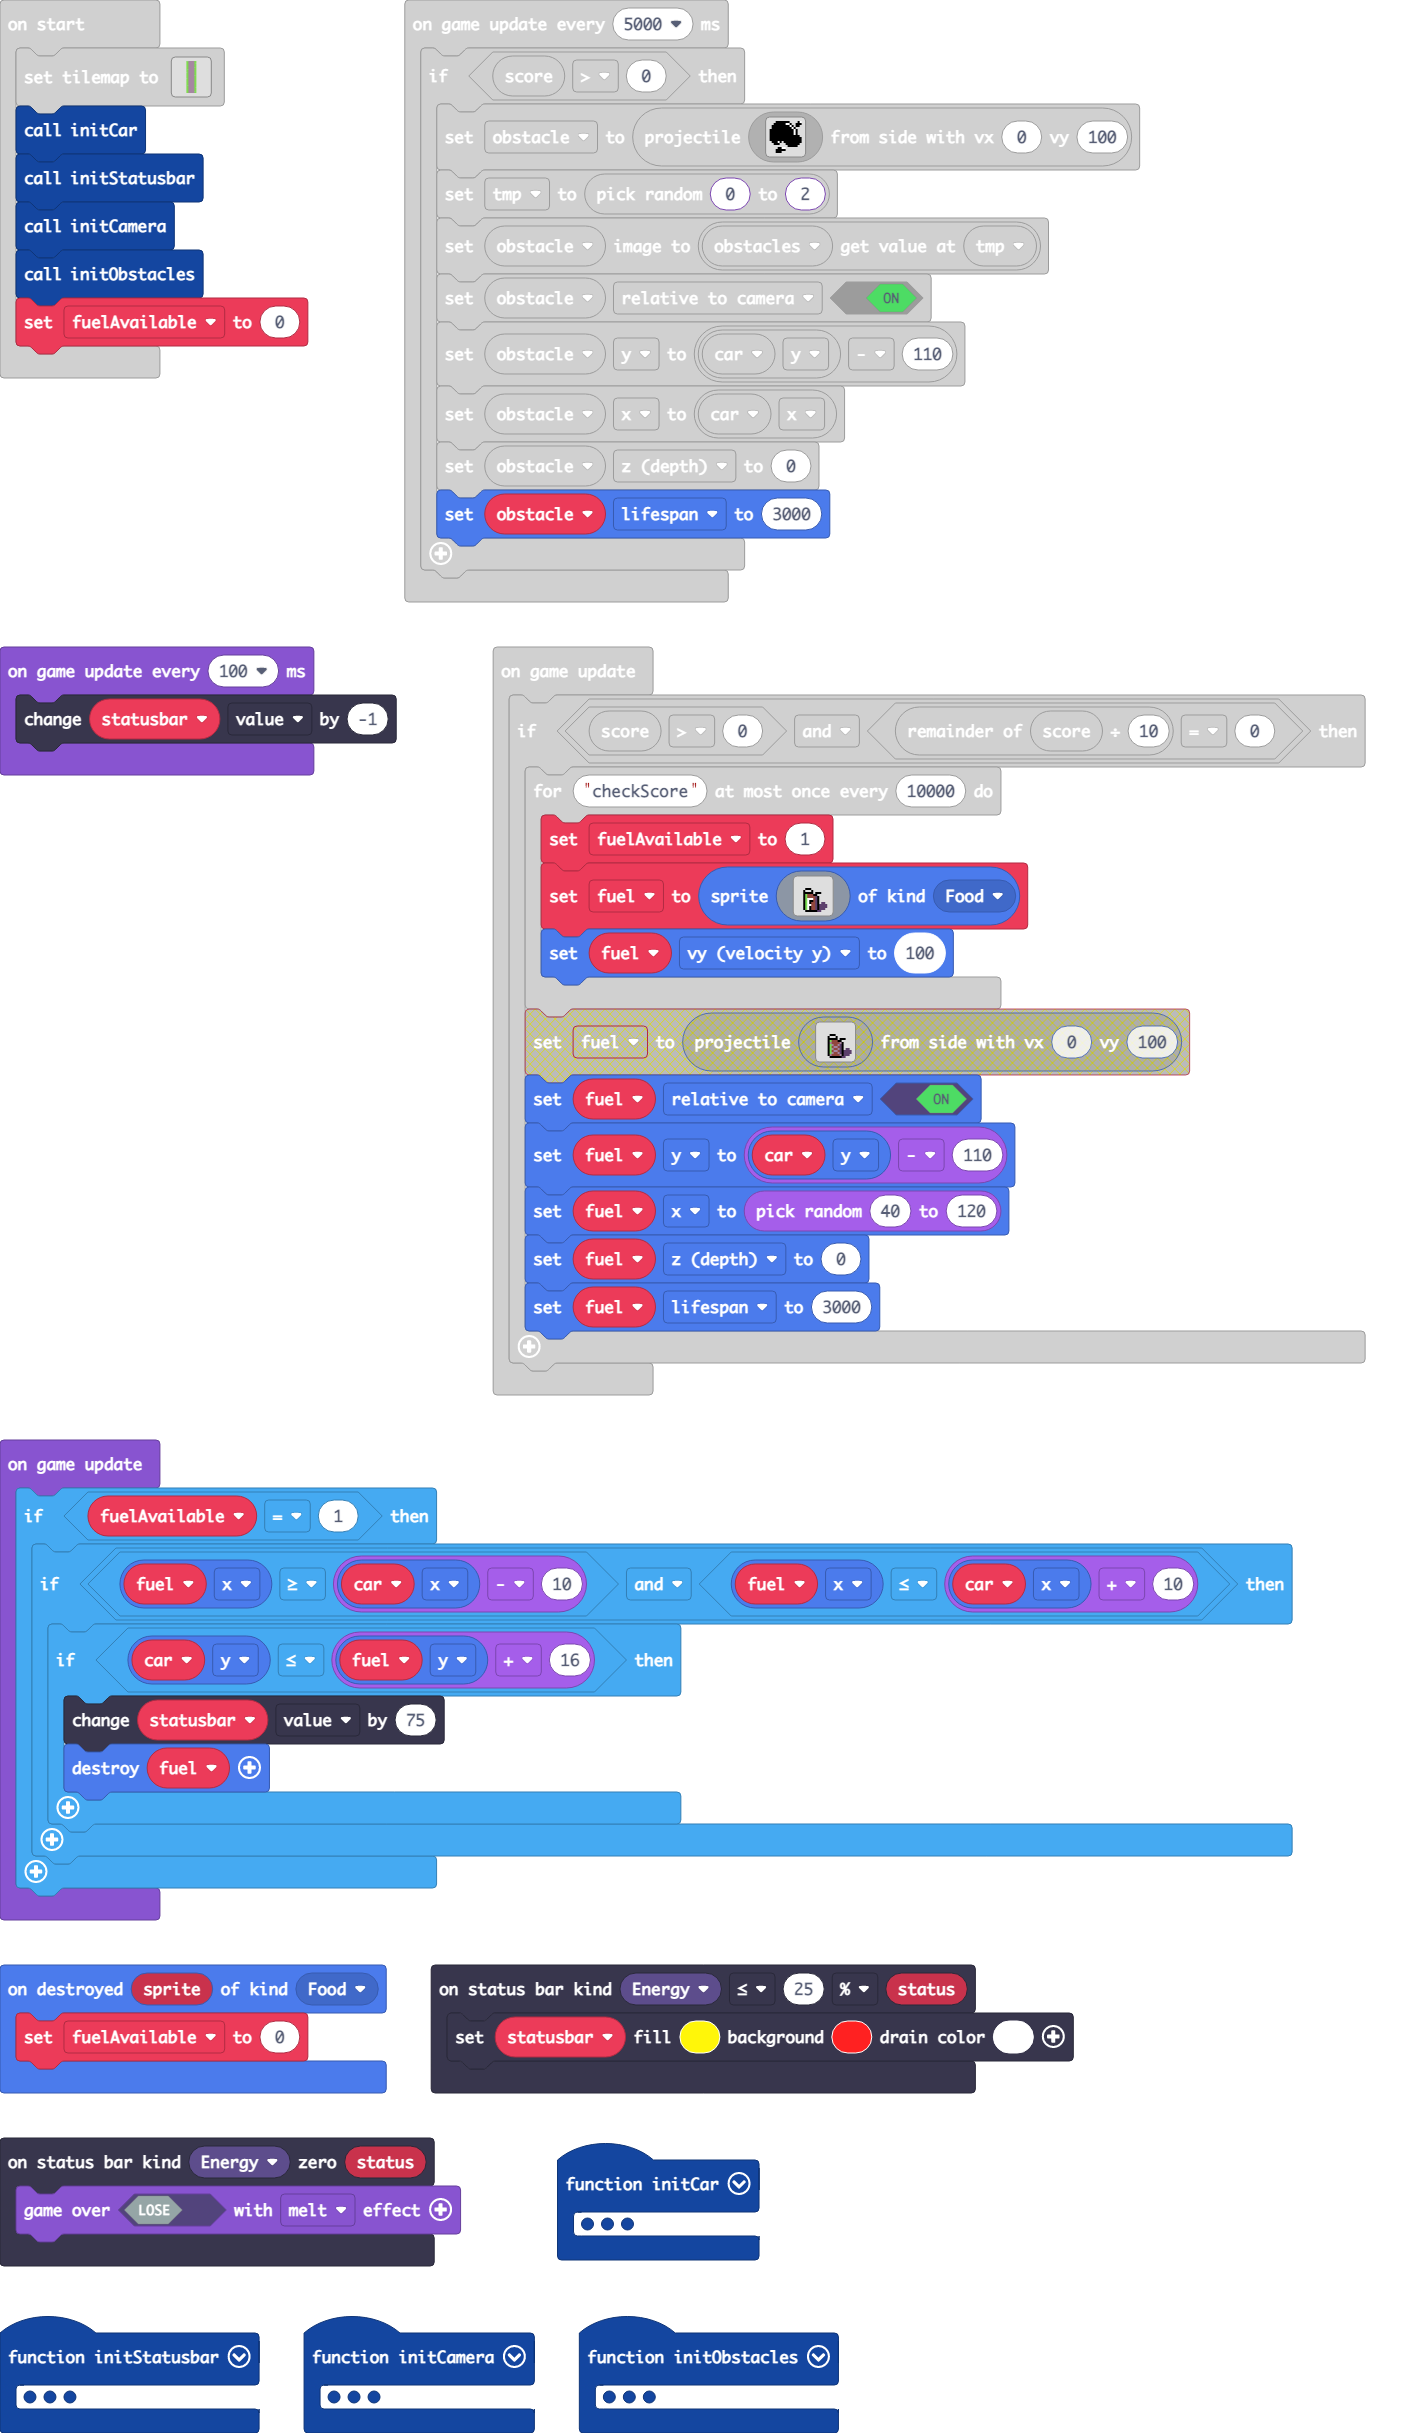 on start
set tilemap to
call initCar
call initStatusbar
call initCamera
call initObstacles
set fuelAvailable to 0
on game update every 5000 ms
if score > 0 then
set obstacle to projectile from side with vx 0 vy 100
set tmp to pick random 0 to 2
set obstacle image to obstacles get value at tmp
set obstacle relative to camera ON
set obstacle y to car y - 110
set obstacle x to car x
set obstacle z (depth) to 0
set obstacle lifespan to 3000
on game update every 100 ms
change statusbar value by -1
on game update
if score > 0 and remainder of score ÷ 10 = 0 then
for "checkScore" at most once every 10000 do
set fuelAvailable to 1
set fuel to sprite of kind Food
set fuel vy (velocity y) to 100
set fuel to projectile from side with vx 0 vy 100
set fuel relative to camera ON
set fuel y to car y - 110
set fuel x to pick random 40 to 120
set fuel z (depth) to 0
set fuel lifespan to 3000
on game update
if fuelAvailable = 1 then
if fuel x ≥ car x - 10 and fuel x ≤ car x + 10 then
if car y ≤ fuel y + 16 then
change statusbar value by 75
destroy fuel
on destroyed sprite of kind Food
set fuelAvailable to 0
on status bar kind Energy ≤ 25 % status
set statusbar fill background drain color
on status bar kind Energy zero status
game over LOSE with melt effect
function initCar
function initStatusbar
function initCamera
function initObstacles